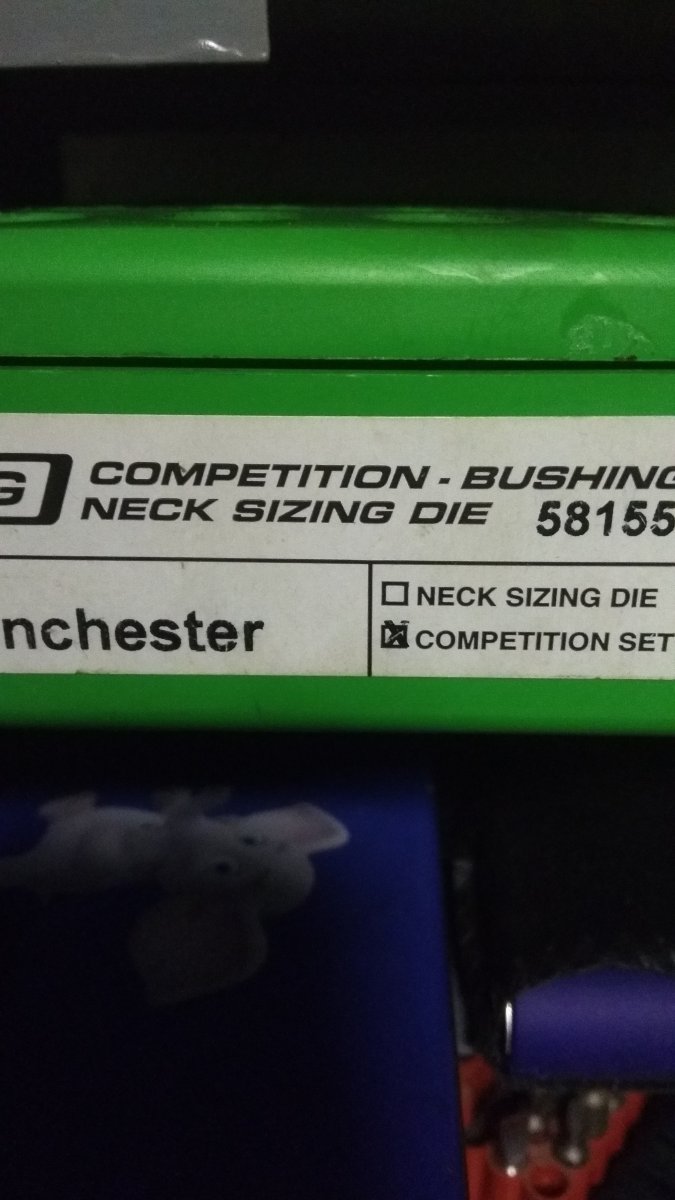 G
COMPETITION - BUSHING
NECK SIZING DIE 58155
nchester
NECK SIZING DIE
COMPETITION SET